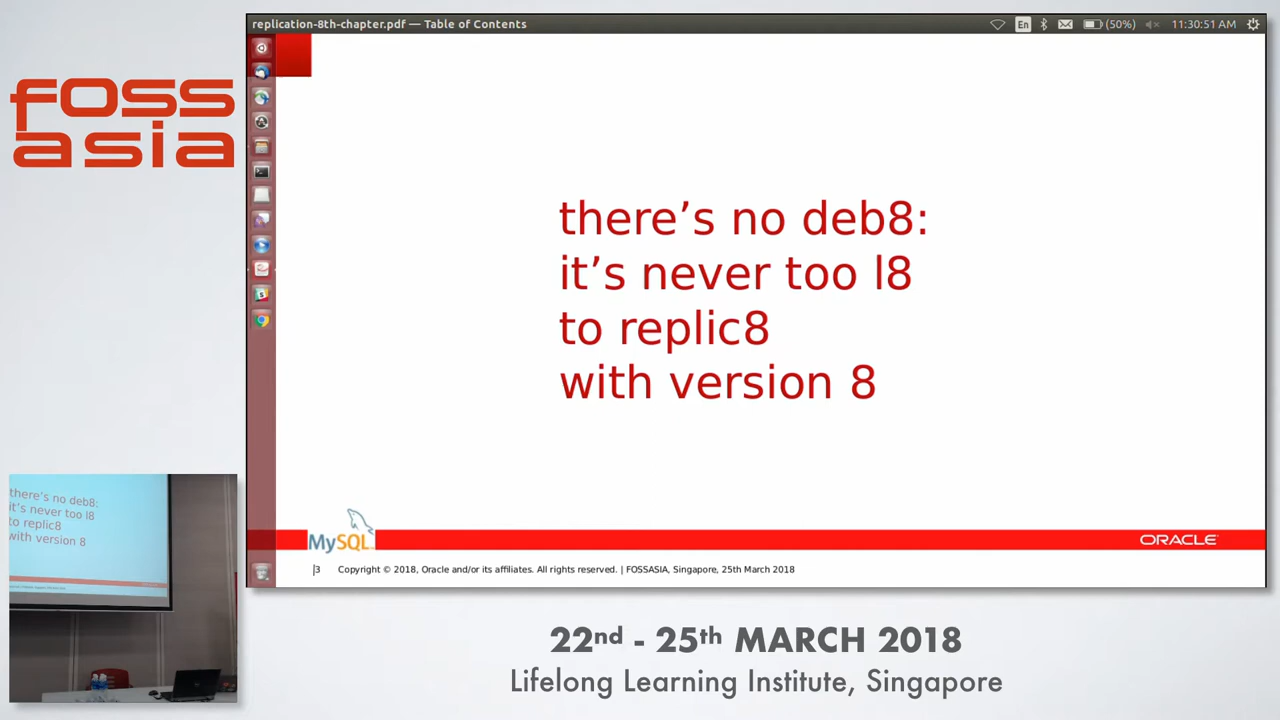 replication-8th-chapter.pdf — Table of Contents
En
(50%)
11:30:51 AM
foss
asia
there’s no deb8:
it’s never too l8
to replic8
with version 8
there's no deb8:
it's never too l8
to replic8
with version 8
MySQL
ORACLE
|3 Copyright © 2018, Oracle and/or its affiliates. All rights reserved. | FOSSASIA, Singapore, 25th March 2018
22nd - 25th MARCH 2018
Lifelong Learning Institute, Singapore